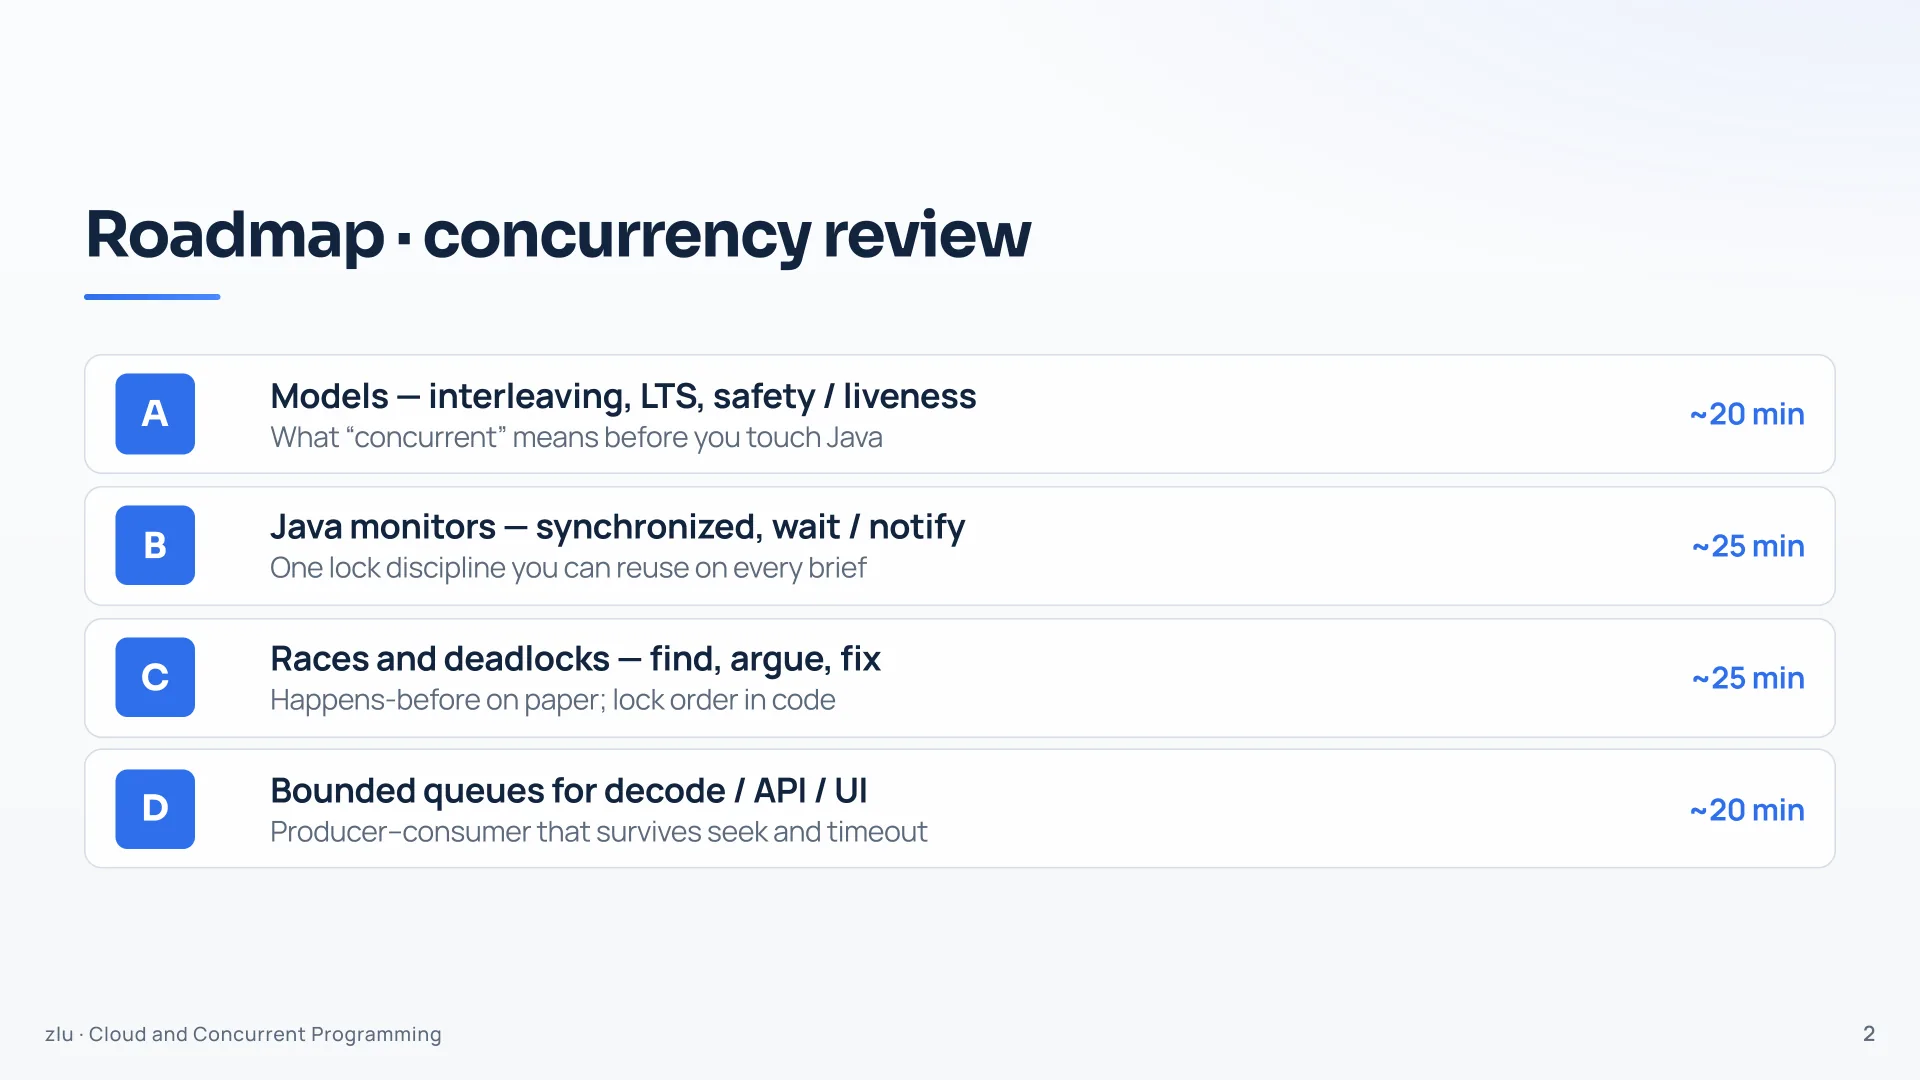 Roadmap · concurrency review
A
Models — interleaving, LTS, safety / liveness
What “concurrent” means before you touch Java
~20 min
B
Java monitors — synchronized, wait / notify
One lock discipline you can reuse on every brief
~25 min
C
Races and deadlocks — find, argue, fix
Happens-before on paper; lock order in code
~25 min
D
Bounded queues for decode / API / UI
Producer–consumer that survives seek and timeout
~20 min
zlu · Cloud and Concurrent Programming
2